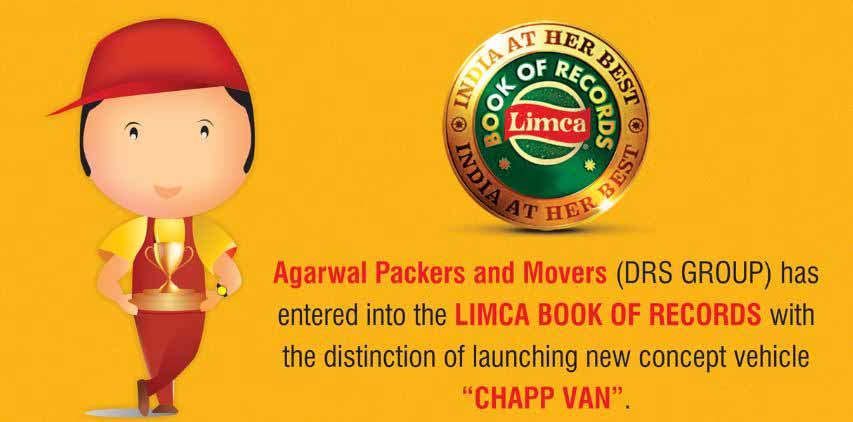 INDIA AT HER BEST
BOOK OF RECORDS
Limca
®
INDIA AT HER BEST
Agarwal Packers and Movers (DRS GROUP) has
entered into the LIMCA BOOK OF RECORDS with
the distinction of launching new concept vehicle
“CHAPP VAN”.